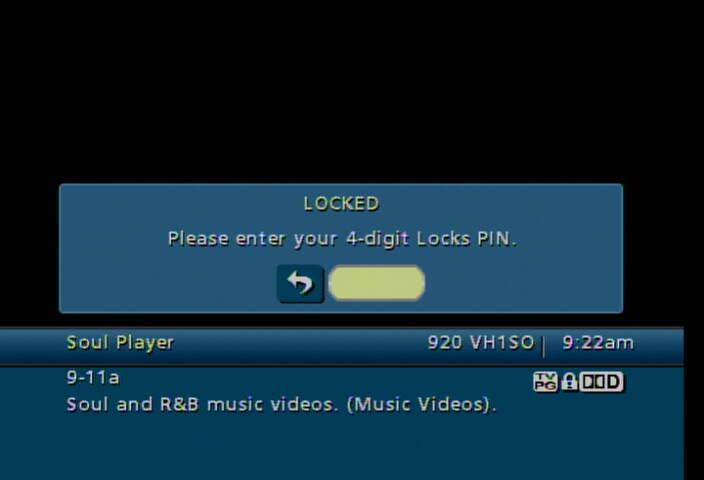 LOCKED
Please enter your 4-digit Locks PIN.
Soul Player 920 VH1SO 9:22am
9-11a TV PG
Soul and R&B music videos. (Music Videos).